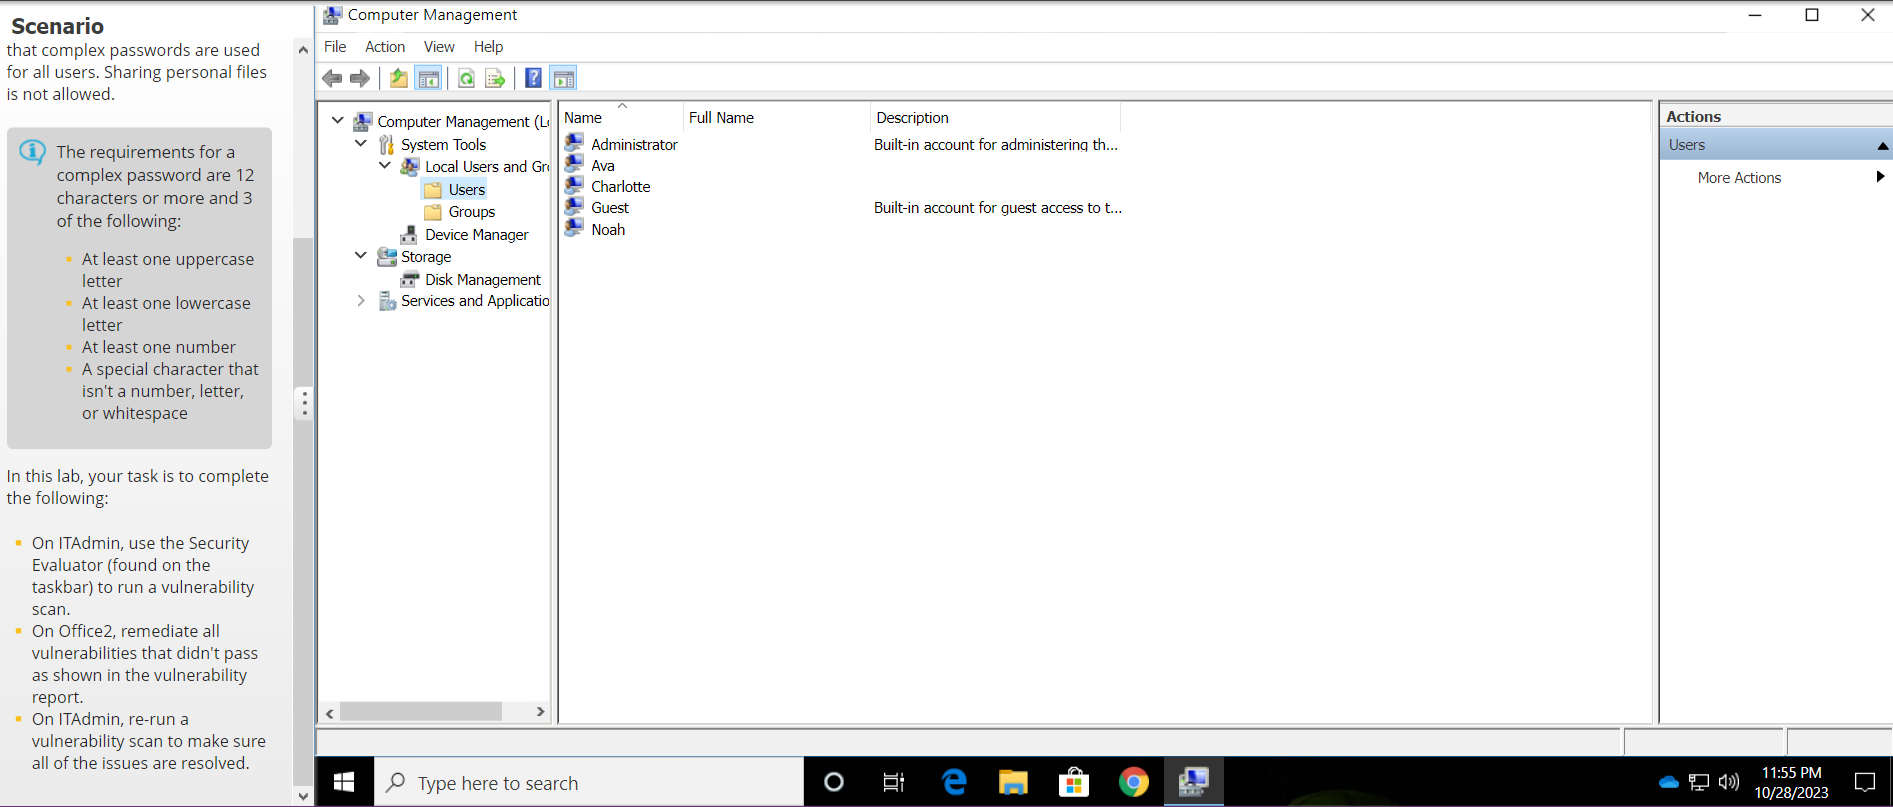 Scenario
that complex passwords are used
for all users. Sharing personal files
is not allowed.
The requirements for a
complex password are 12
characters or more and 3
of the following:
At least one uppercase
letter
At least one lowercase
letter
At least one number
A special character that
isn't a number, letter,
or whitespace
In this lab, your task is to complete
the following:
On ITAdmin, use the Security
Evaluator (found on the
taskbar) to run a vulnerability
scan.
On Office2, remediate all
vulnerabilities that didn't pass
as shown in the vulnerability
report.
On ITAdmin, re-run a
vulnerability scan to make sure
all of the issues are resolved.
Computer Management
File Action View Help
Computer Management (Lo
System Tools
Local Users and Gr
Users
Groups
Device Manager
Storage
Disk Management
Services and Applicatio
Name Full Name Description
Administrator Built-in account for administering th...
Ava
Charlotte
Guest Built-in account for guest access to t...
Noah
Actions
Users
More Actions
Type here to search
11:55 PM
10/28/2023